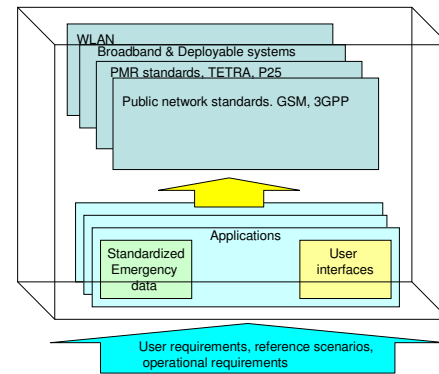 WLAN
Broadband & Deployable systems
PMR standards, TETRA, P25
Public network standards. GSM, 3GPP
Applications
Standardized
Emergency
data
User
interfaces
User requirements, reference scenarios,
operational requirements